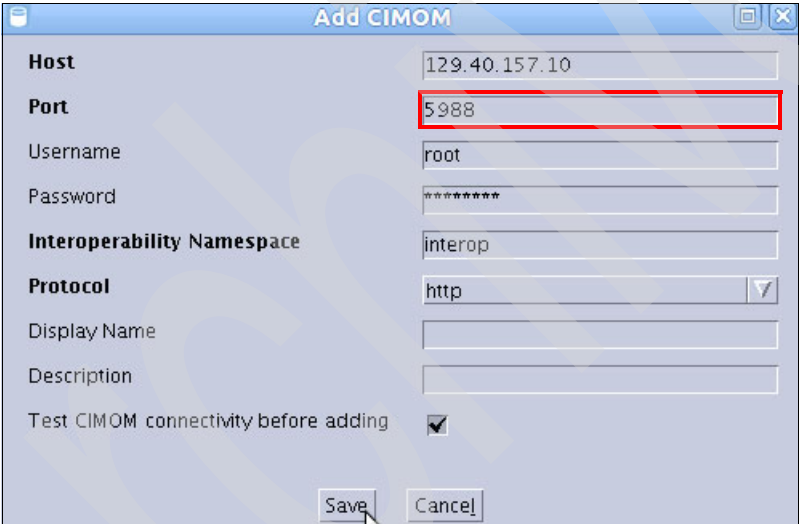 Add CIMOM
Host 129.40.157.10
Port 5988
Username root
Password ********
Interoperability Namespace interop
Protocol http
Display Name
Description
Test CIMOM connectivity before adding
Save Cancel